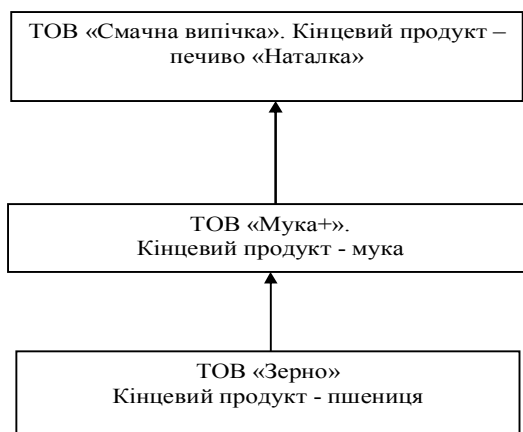 ТОВ «Смачна випічка». Кінцевий продукт –
печиво «Наталка»
ТОВ «Мука+».
Кінцевий продукт - мука
ТОВ «Зерно»
Кінцевий продукт - пшениця